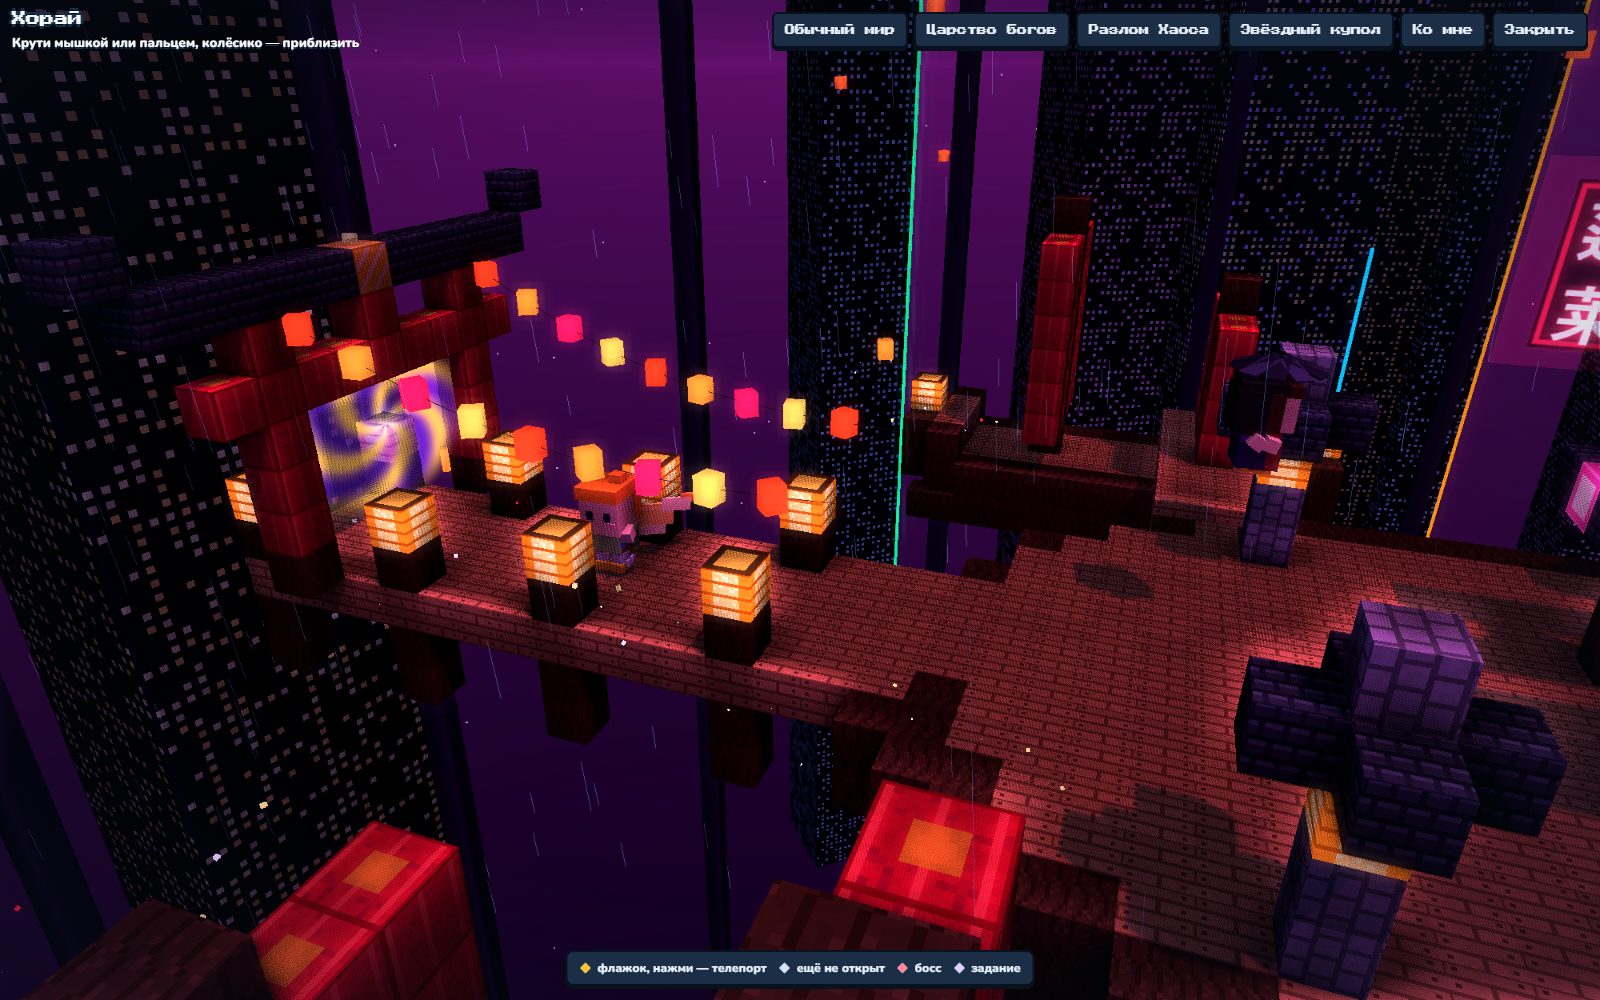 Хорай
Крути мышкой или пальцем, колёсико — приблизить
Обычный мир
Царство богов
Разлом Хаоса
Звёздный купол
Ко мне
Закрыть
флажок, нажми — телепорт
ещё не открыт
босс
задание